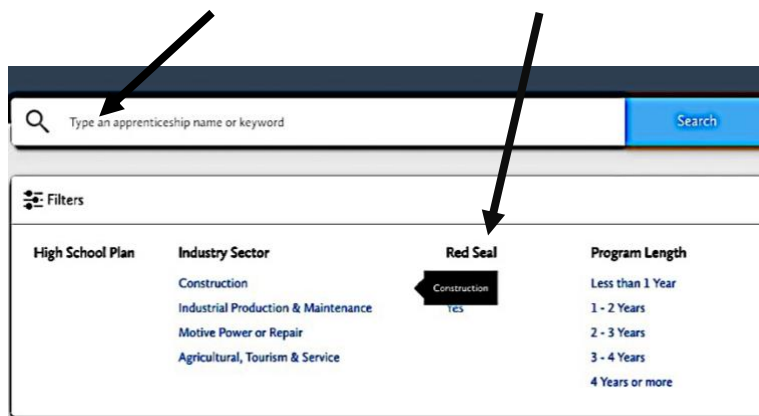 Type an apprenticeship name or keyword
Search
Filters
High School Plan
Industry Sector
Construction
Industrial Production & Maintenance
Motive Power or Repair
Agricultural, Tourism & Service
Red Seal
Construction
Yes
Program Length
Less than 1 Year
1 - 2 Years
2 - 3 Years
3 - 4 Years
4 Years or more